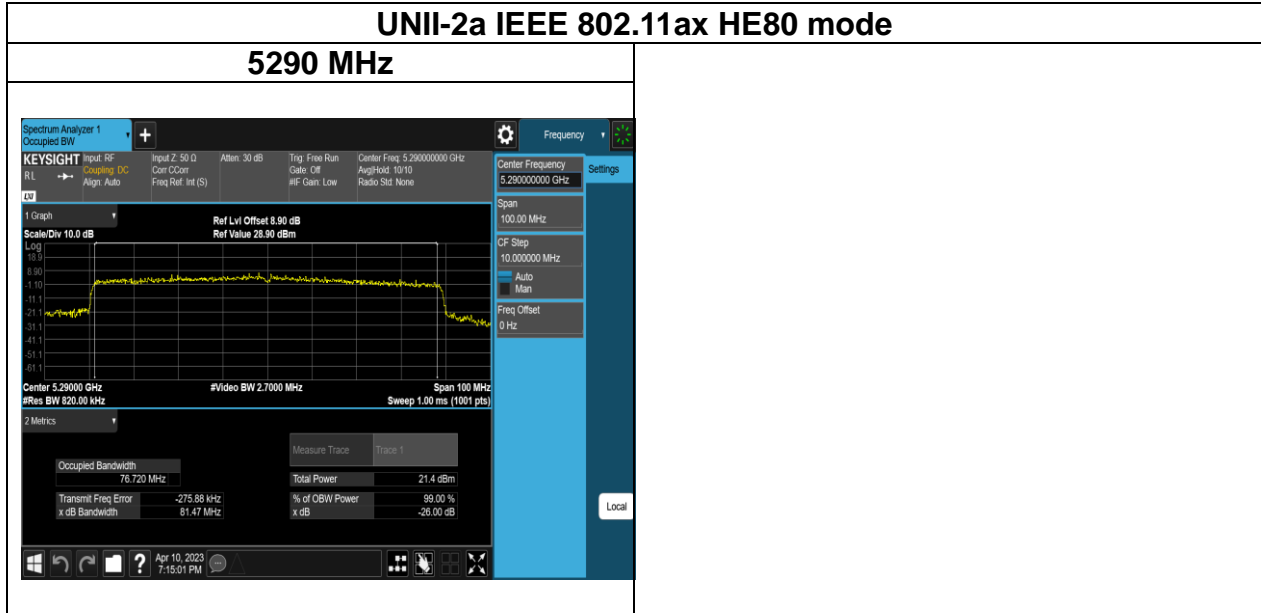 UNII-2a IEEE 802.11ax HE80 mode
5290 MHz
Spectrum Analyzer 1
Occupied BW
Frequency
KEYSIGHT
RL
Input: RF
Coupling: DC
Align: Auto
Input Z: 50 Ω
Corr CCorr
Freq Ref: Int (S)
Atten: 30 dB
Trig: Free Run
Gate: Off
#IF Gain: Low
Center Freq: 5.290000000 GHz
Avg|Hold: 10/10
Radio Std: None
LXI
Center Frequency
5.290000000 GHz
Settings
Span
100.00 MHz
CF Step
10.000000 MHz
Auto
Man
Freq Offset
0 Hz
Local
1 Graph
Scale/Div 10.0 dB
Ref Lvl Offset 8.90 dB
Ref Value 28.90 dBm
Log
18.9
8.90
-1.10
-11.1
-21.1
-31.1
-41.1
-51.1
-61.1
Center 5.29000 GHz
#Video BW 2.7000 MHz
Span 100 MHz
#Res BW 820.00 kHz
Sweep 1.00 ms (1001 pts)
2 Metrics
Measure Trace
Trace 1
Occupied Bandwidth
76.720 MHz
Total Power 21.4 dBm
Transmit Freq Error -275.88 kHz
% of OBW Power 99.00 %
x dB Bandwidth 81.47 MHz
x dB -26.00 dB
?
Apr 10, 2023
7:15:01 PM